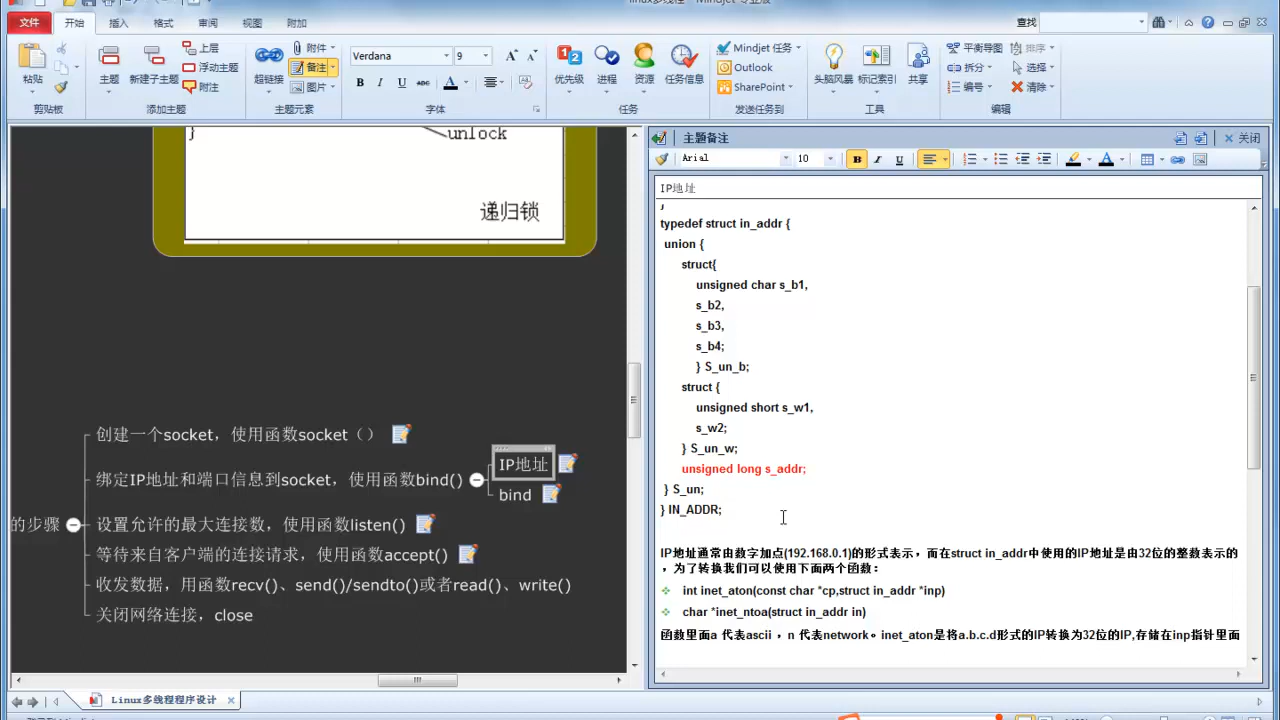 linux多线程* - Mindjet 专业版
文件 开始 插入 格式 审阅 视图 附加 查找
粘贴
剪贴板
主题
新建子主题
上层
浮动主题
附注
添加主题
超链接
附件
备注
图片
主题元素
Verdana 9
B I U abc A
字体
优先级
进程
资源
任务信息
任务
Mindjet 任务
Outlook
SharePoint
发送任务到
头脑风暴
标记索引
共享
工具
平衡导图
拆分
编号
排序
选择
清除
编辑
}
unlock
递归锁
的步骤
创建一个socket，使用函数socket（）
绑定IP地址和端口信息到socket，使用函数bind()
IP地址
bind
设置允许的最大连接数，使用函数listen()
等待来自客户端的连接请求，使用函数accept()
收发数据，用函数recv()、send()/sendto()或者read()、write()
关闭网络连接，close
主题备注 关闭
Arial 10 B I U A
IP地址
}
typedef struct in_addr {
union {
struct{
unsigned char s_b1,
s_b2,
s_b3,
s_b4;
} S_un_b;
struct {
unsigned short s_w1,
s_w2;
} S_un_w;
unsigned long s_addr;
} S_un;
} IN_ADDR;
IP地址通常由数字加点(192.168.0.1)的形式表示，而在struct in_addr中使用的IP地址是由32位的整数表示的
，为了转换我们可以使用下面两个函数：
int inet_aton(const char *cp,struct in_addr *inp)
char *inet_ntoa(struct in_addr in)
函数里面a 代表ascii ，n 代表network。inet_aton是将a.b.c.d形式的IP转换为32位的IP,存储在inp指针里面
Linux多线程程序设计